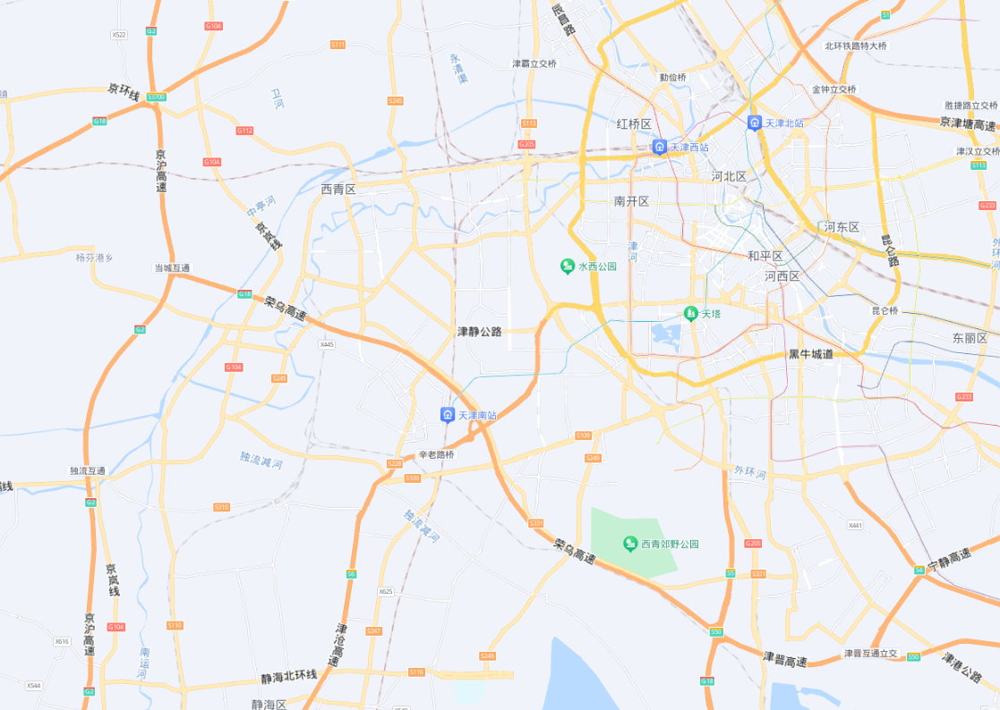 辰昌路
G104
G2
X522
S111
S1
北环铁路特大桥
津霸立交桥
永清渠
勤俭桥
京环线
S3700
卫河
S245
金钟立交桥
胜捷路立交桥
镇
G18
S113
红桥区
天津北站
京津塘高速
G112
G205
天津西站
津汉立交桥
京沪高速
G104
S113
河北区
西青区
南开区
G233
中亭河
河东区
京岚线
昆仑路
外环河
津河
杨芬港乡
和平区
当城互通
水西公园
河西区
G18
荣乌高速
天塔
昆仑桥
G2
津静公路
东丽区
X445
黑牛城道
G104
S245
G233
天津南站
S109
辛老路桥
S249
独流减河
S228
独流互通
外环河
S109
G2
S310
独流减河
S231
X441
西青郊野公园
G205
荣乌高速
宁静高速
京岚线
S6
S5
S331
S4
X625
G104
S110
京沪高速
津沧高速
S247
S50
X616
南运河
津晋高速
津晋互通立交
S50
S249
津港公路
静海北环线
S116
G18
X544
G2
静海区